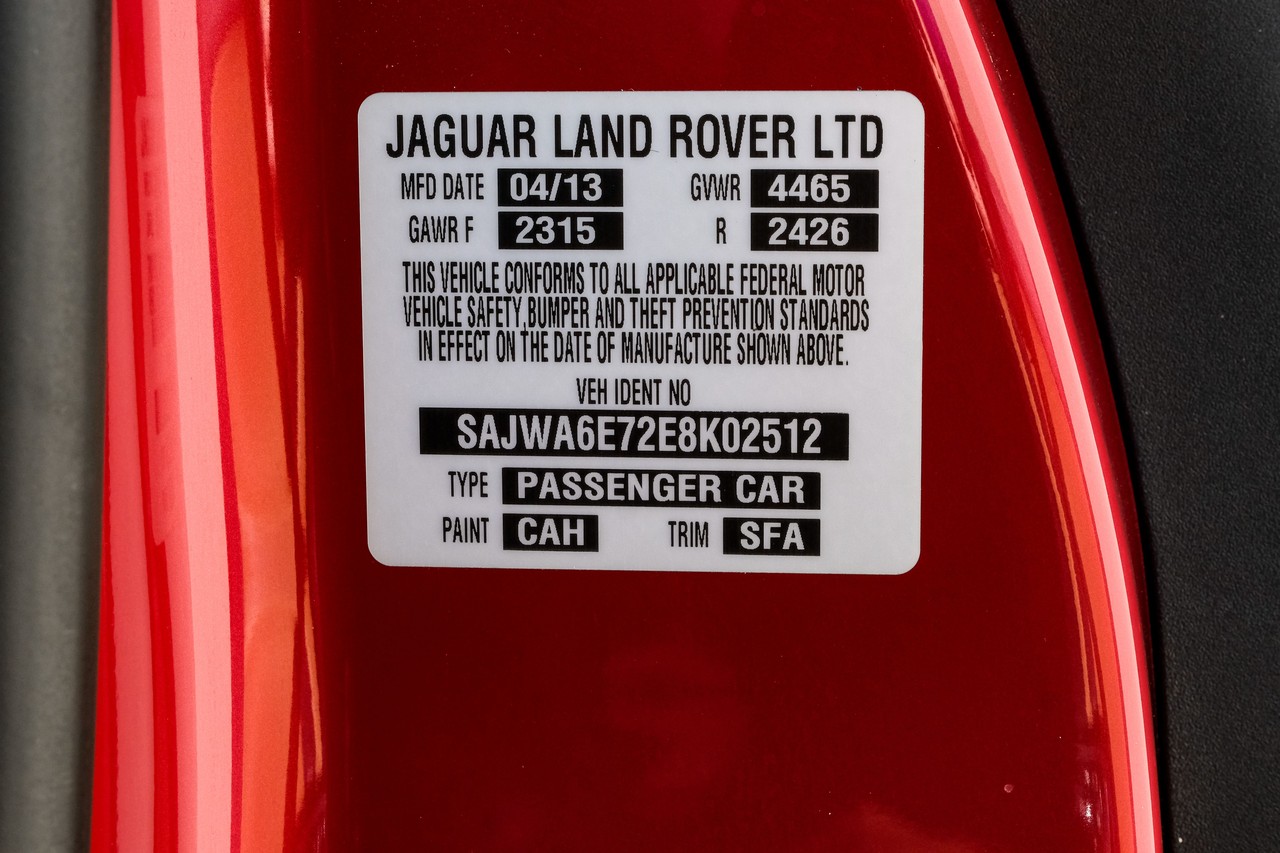 JAGUAR LAND ROVER LTD
MFD DATE 04/13 GVWR 4465
GAWR F 2315 R 2426
THIS VEHICLE CONFORMS TO ALL APPLICABLE FEDERAL MOTOR
VEHICLE SAFETY, BUMPER AND THEFT PREVENTION STANDARDS
IN EFFECT ON THE DATE OF MANUFACTURE SHOWN ABOVE.
VEH IDENT NO
SAJWA6E72E8K02512
TYPE PASSENGER CAR
PAINT CAH TRIM SFA